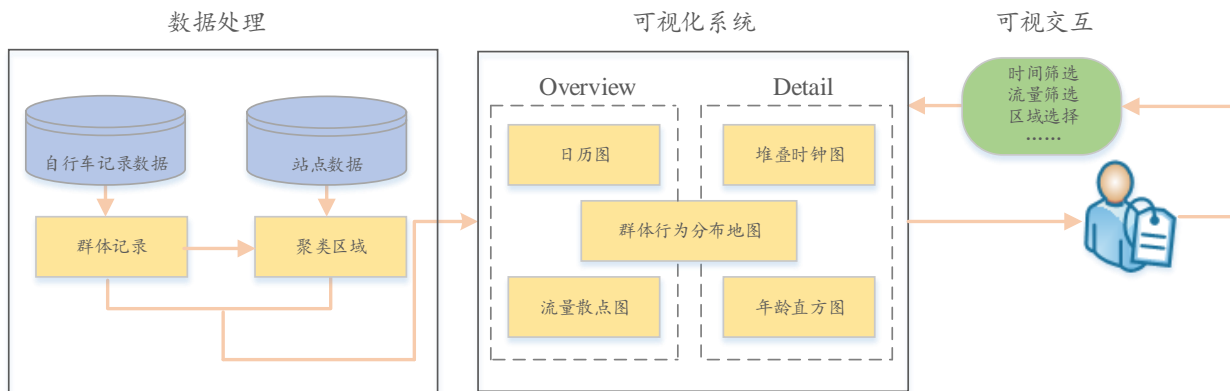 数据处理
可视化系统
可视交互
自行车记录数据
站点数据
群体记录
聚类区域
Overview
Detail
日历图
堆叠时钟图
群体行为分布地图
流量散点图
年龄直方图
时间筛选
流量筛选
区域选择
……